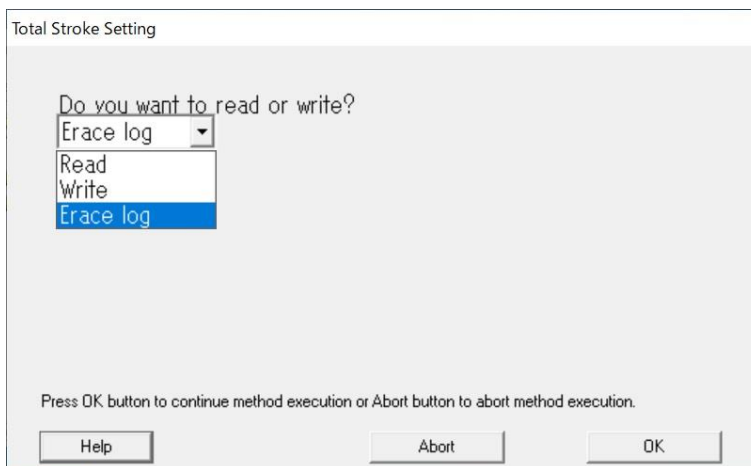 Total Stroke Setting
Do you want to read or write?
Erace log
Read
Write
Erace log
Press OK button to continue method execution or Abort button to abort method execution.
Help Abort OK